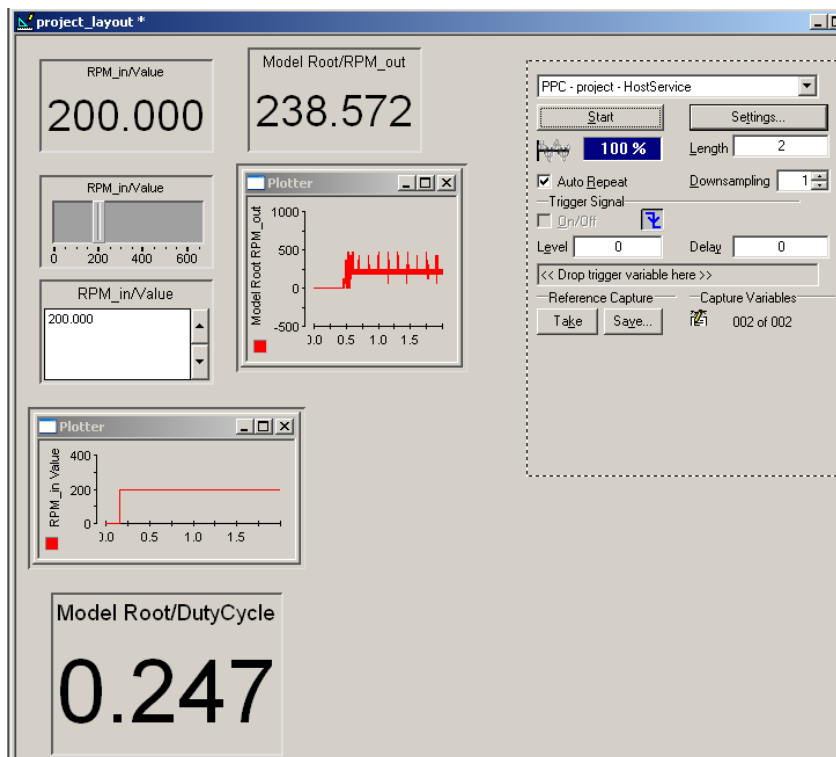 project_layout *
RPM_in/Value
200.000
Model Root/RPM_out
238.572
RPM_in/Value
0 200 400 600
RPM_in/Value
200.000
Plotter
Model Root RPM_out
1000
500
0
-500
0.0 0.5 1.0 1.5
Plotter
RPM_in Value
400
200
0
0.0 0.5 1.0 1.5
Model Root/DutyCycle
0.247
PPC - project - HostService
Start Settings...
100 % Length 2
Auto Repeat Downsampling 1
Trigger Signal
On/Off
Level 0 Delay 0
<< Drop trigger variable here >>
Reference Capture Capture Variables
Take Save... 002 of 002